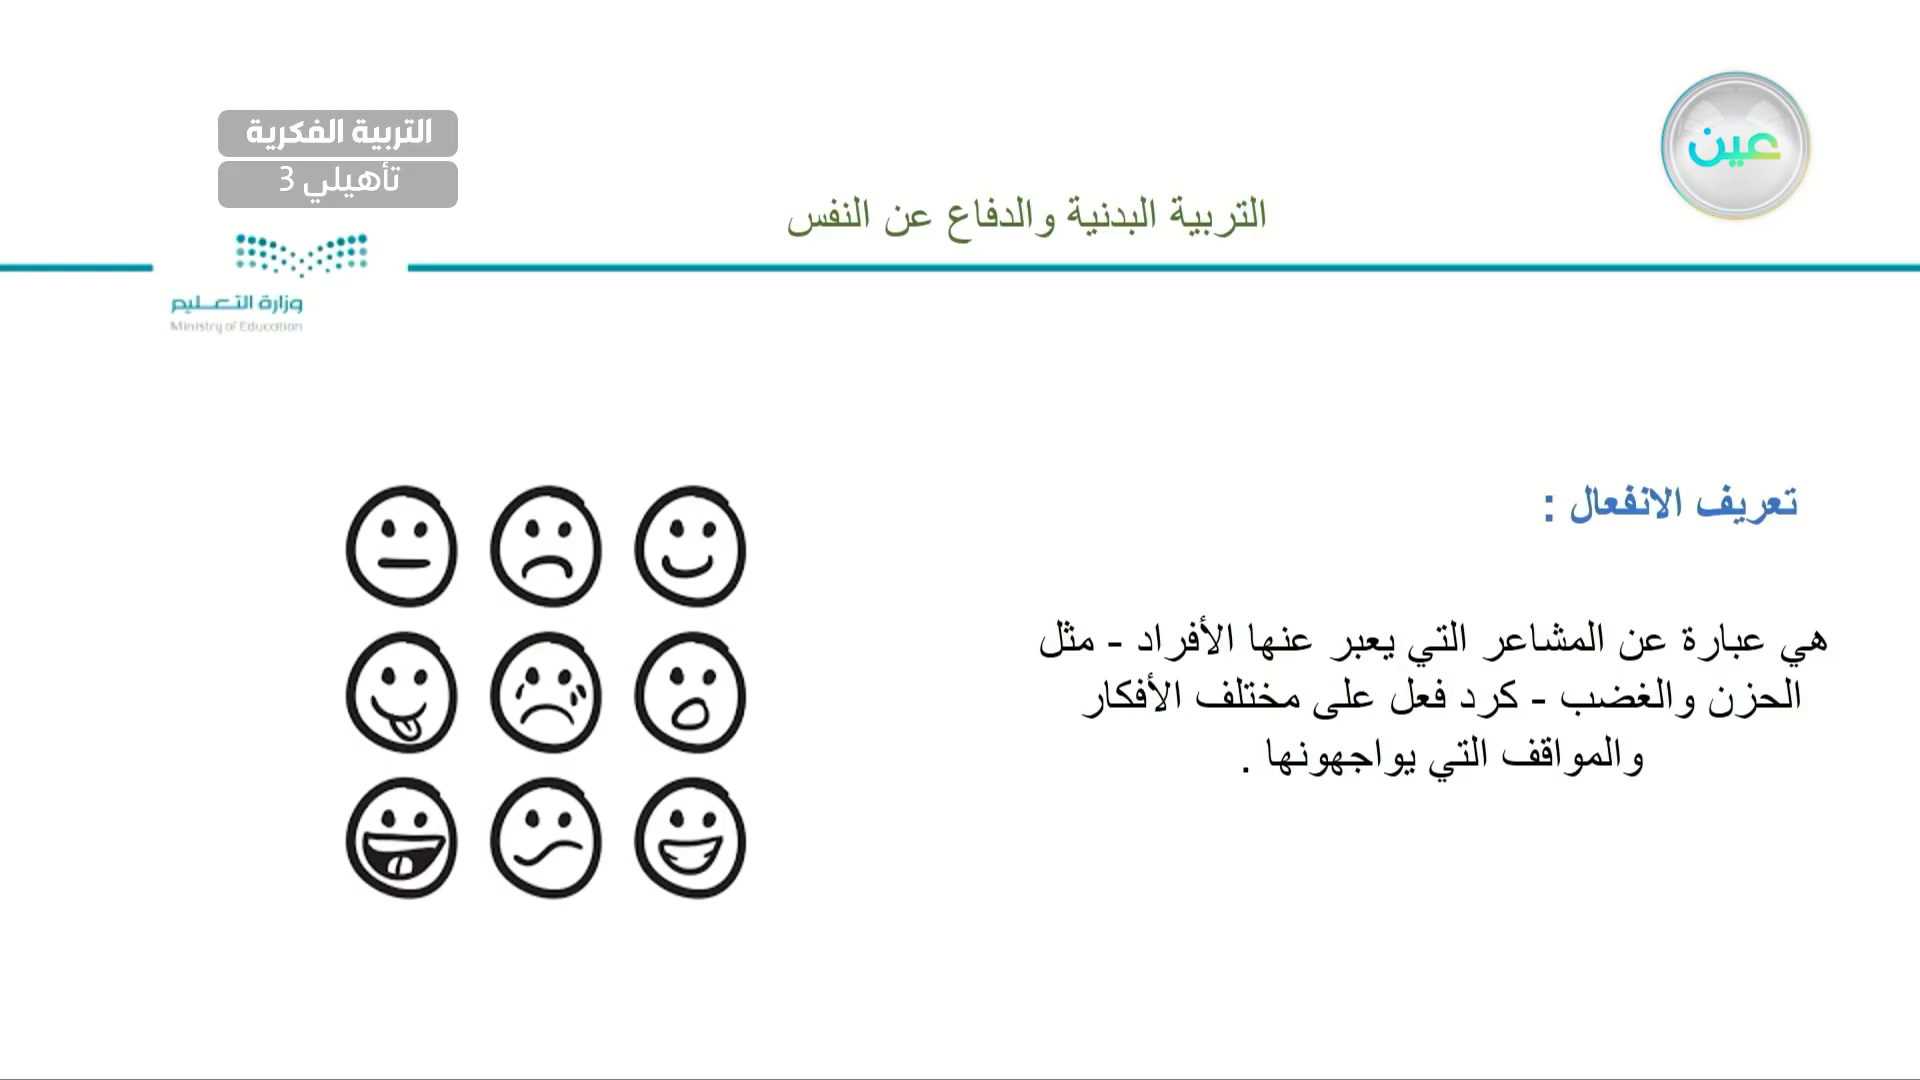 عين
التربية الفكرية
تأهيلي 3
التربية البدنية والدفاع عن النفس
وزارة التعليم
Ministry of Education
تعريف الانفعال :
هي عبارة عن المشاعر التي يعبر عنها الأفراد - مثل
الحزن والغضب - كرد فعل على مختلف الأفكار
والمواقف التي يواجهونها .